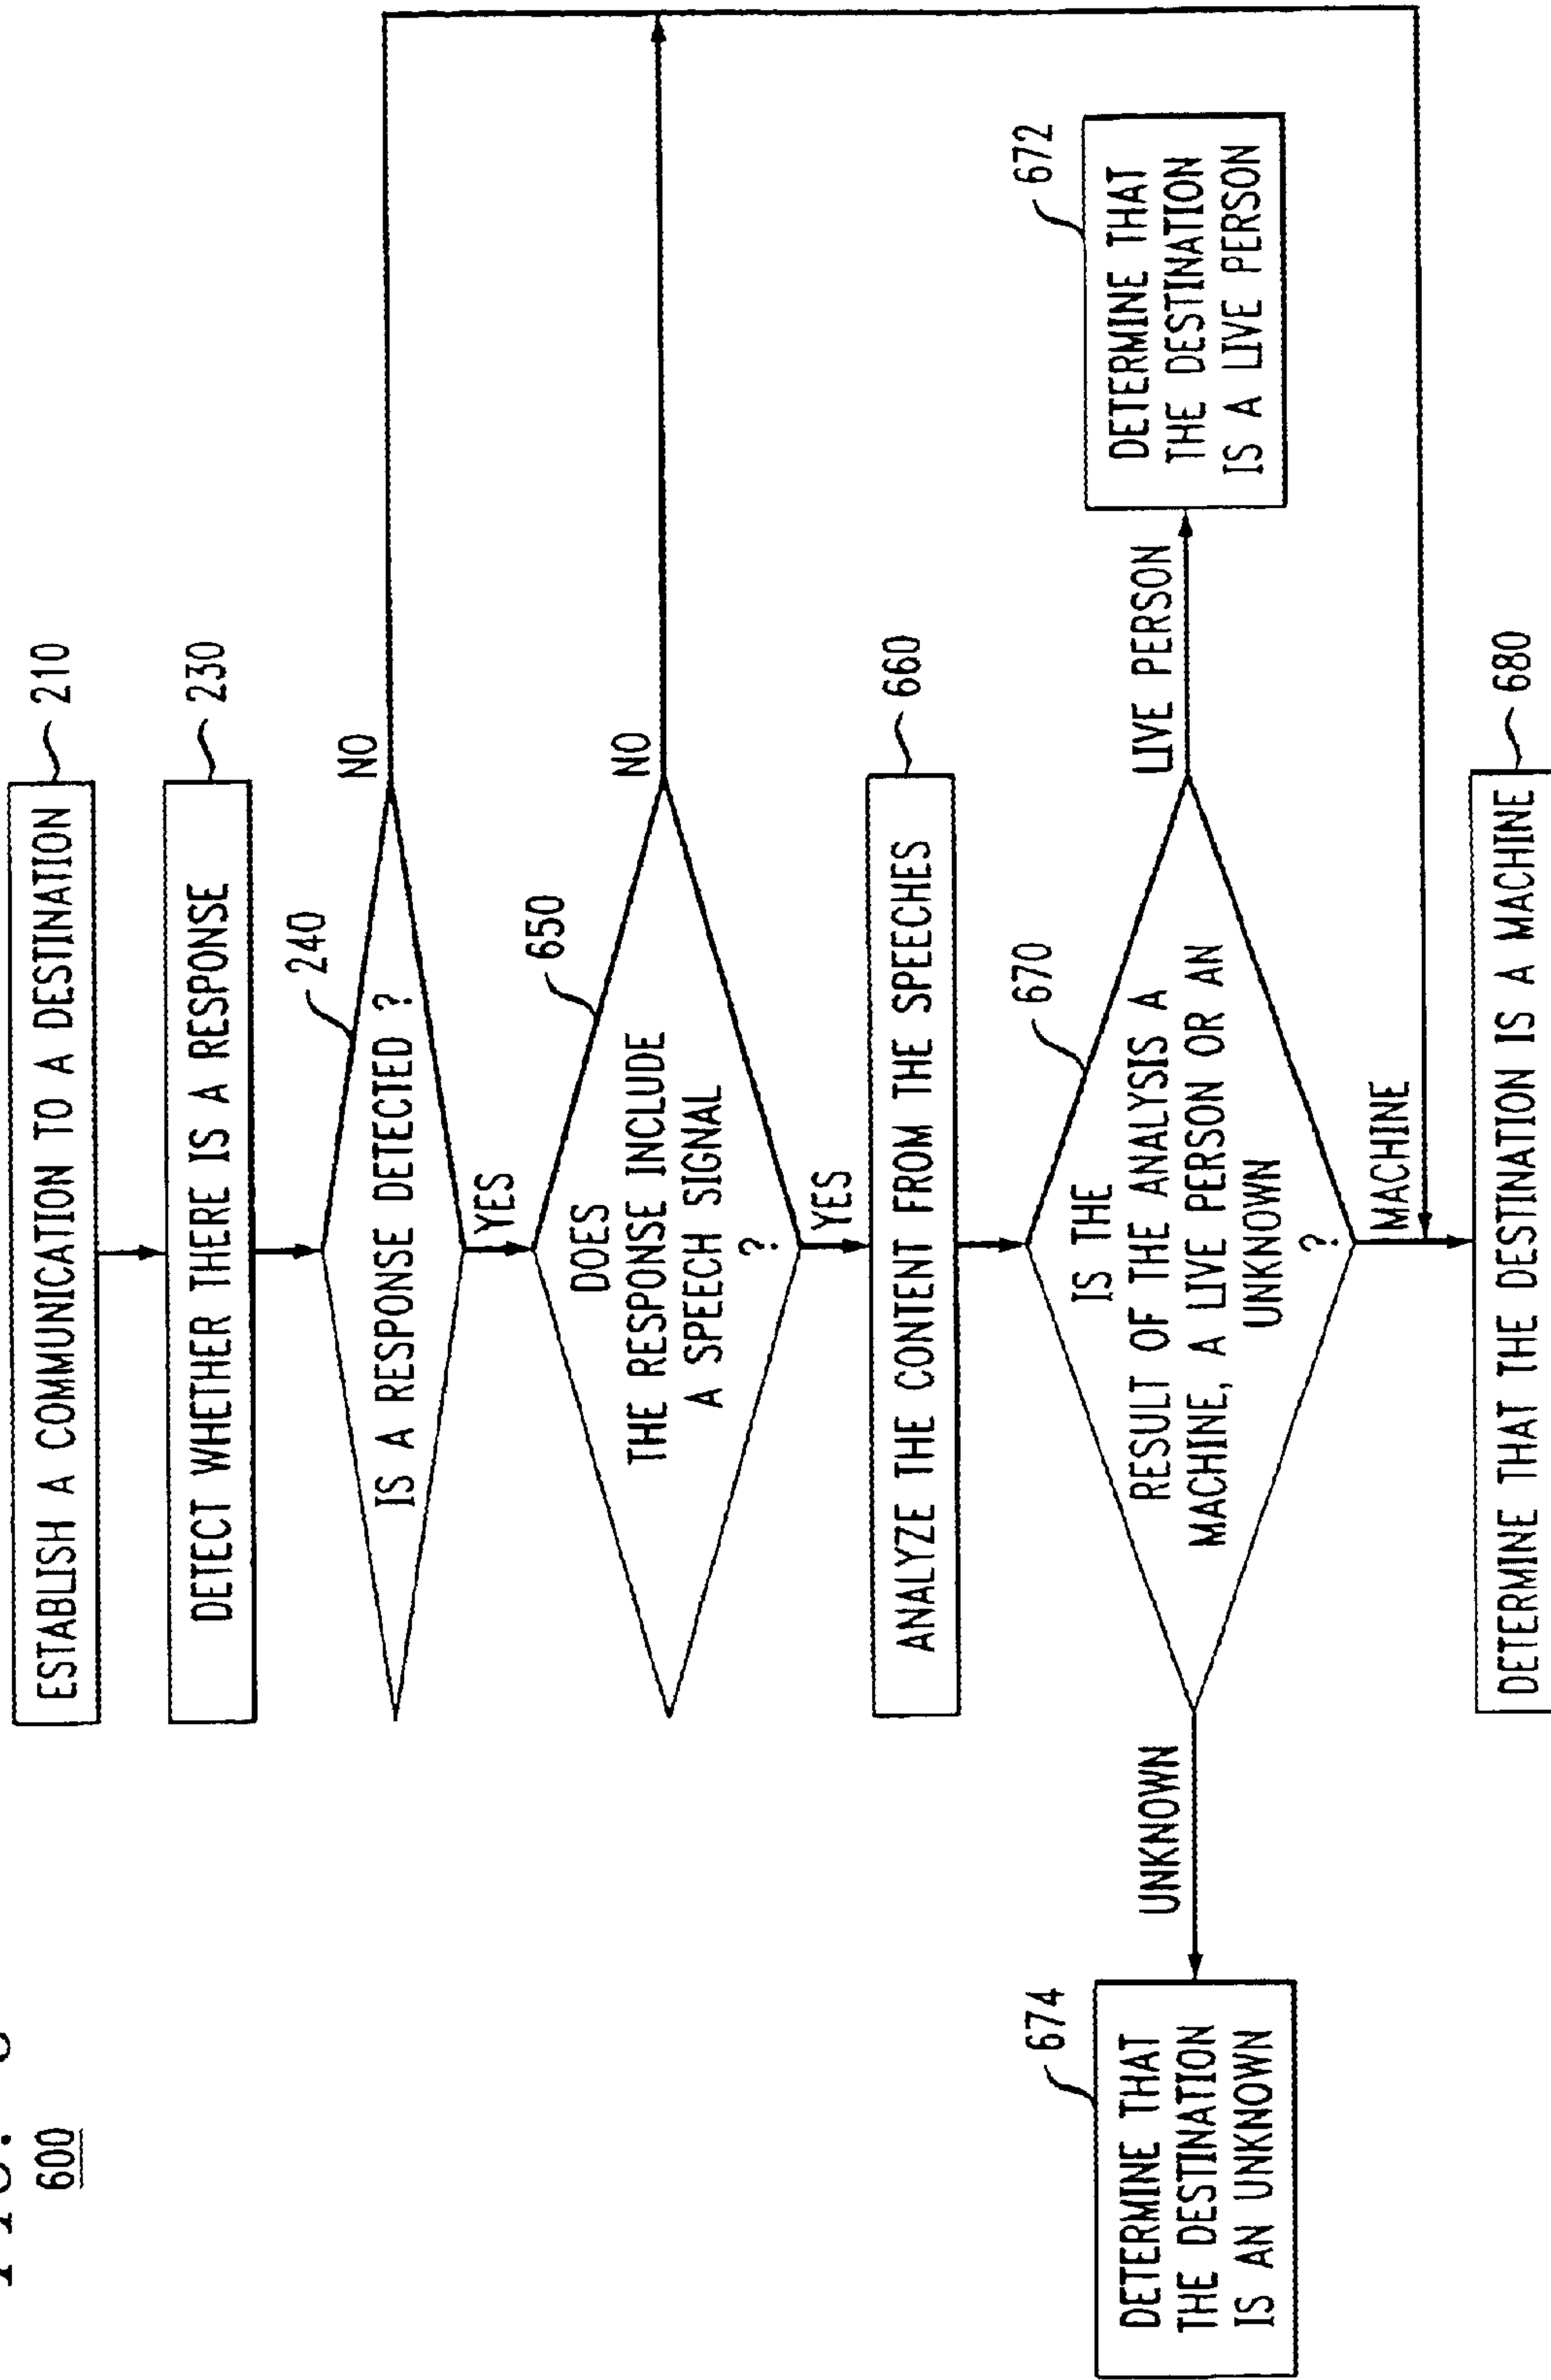 600
ESTABLISH A COMMUNICATION TO A DESTINATION
210
DETECT WHETHER THERE IS A RESPONSE
230
240
IS A RESPONSE DETECTED ?
NO
YES
650
DOES
THE RESPONSE INCLUDE
A SPEECH SIGNAL
?
NO
YES
ANALYZE THE CONTENT FROM THE SPEECHES
660
670
IS THE
RESULT OF THE ANALYSIS A
MACHINE, A LIVE PERSON OR AN
UNKNOWN
?
UNKNOWN
674
DETERMINE THAT
THE DESTINATION
IS AN UNKNOWN
LIVE PERSON
672
DETERMINE THAT
THE DESTINATION
IS A LIVE PERSON
MACHINE
DETERMINE THAT THE DESTINATION IS A MACHINE
680